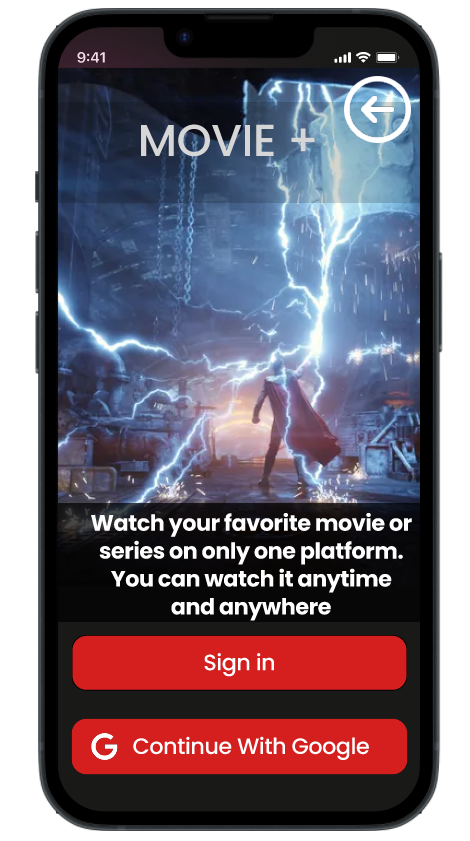 9:41
MOVIE +
Watch your favorite movie or
series on only one platform.
You can watch it anytime
and anywhere
Sign in
G Continue With Google